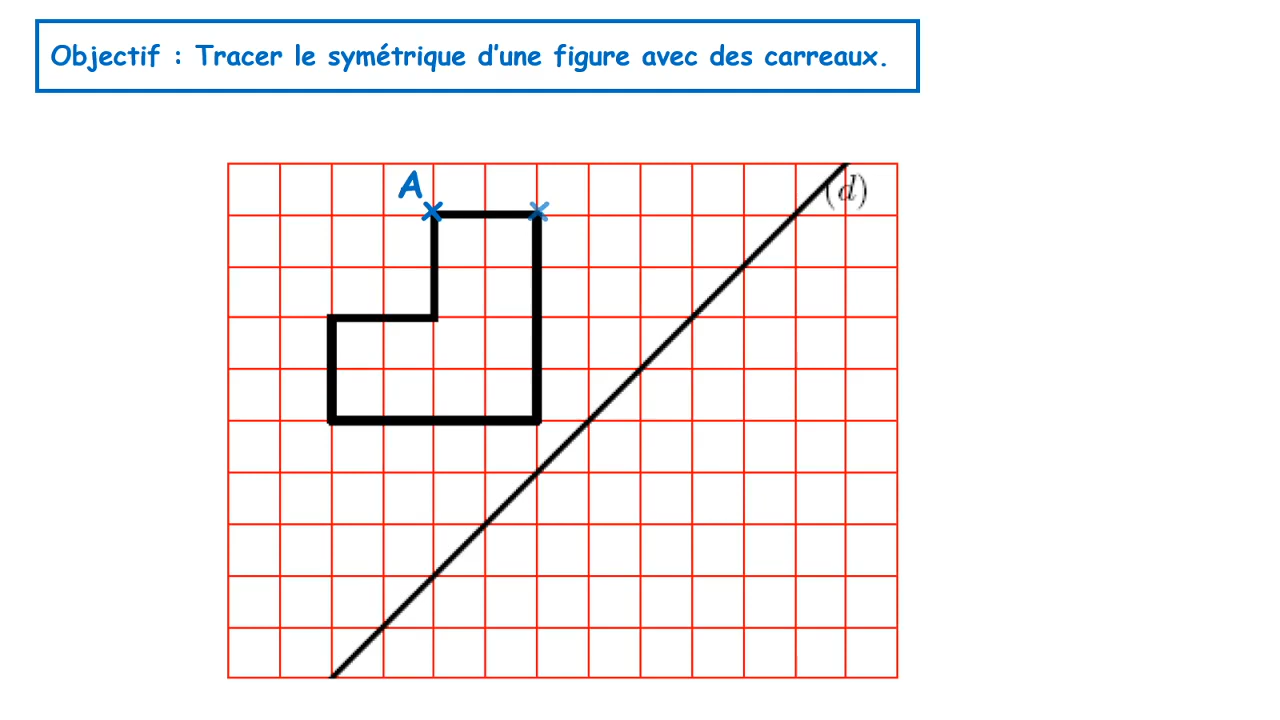 Objectif : Tracer le symétrique d’une figure avec des carreaux.
A
(d)